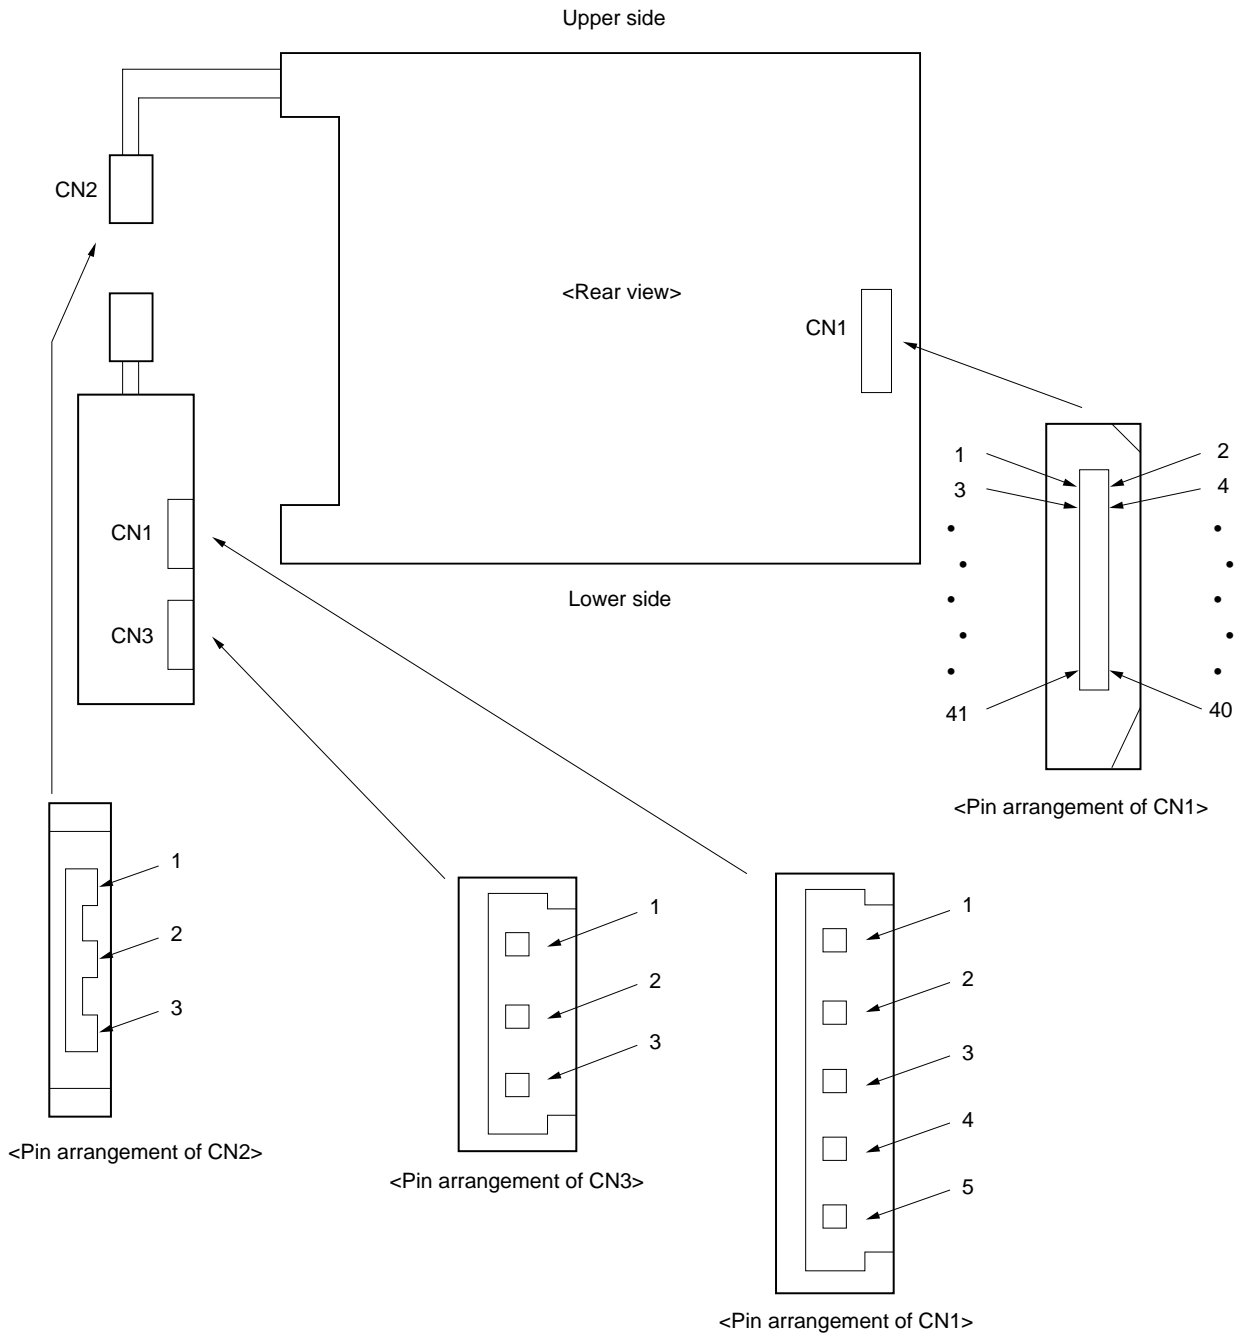 Upper side
CN2
<Rear view>
CN1
1 2
3 4
41 40
<Pin arrangement of CN1>
CN1
CN3
Lower side
1
2
3
<Pin arrangement of CN2>
1
2
3
<Pin arrangement of CN3>
1
2
3
4
5
<Pin arrangement of CN1>